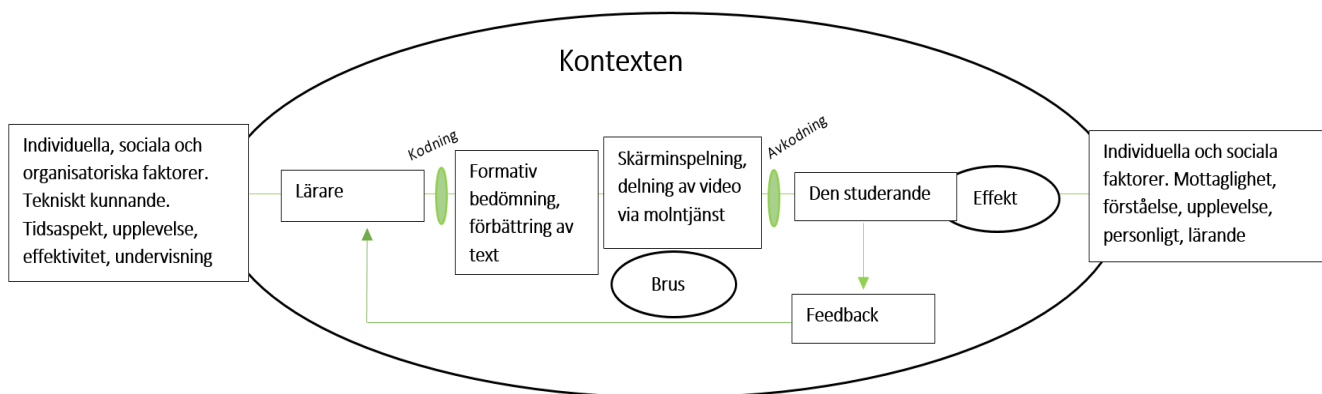 Kontexten
Individuella, sociala och
organisatoriska faktorer.
Tekniskt kunnande.
Tidsaspekt, upplevelse,
effektivitet, undervisning
Lärare
Kodning
Formativ
bedömning,
förbättring av
text
Skärminspelning,
delning av video
via molntjänst
Brus
Avkodning
Den studerande
Effekt
Feedback
Individuella och sociala
faktorer. Mottaglighet,
förståelse, upplevelse,
personligt, lärande